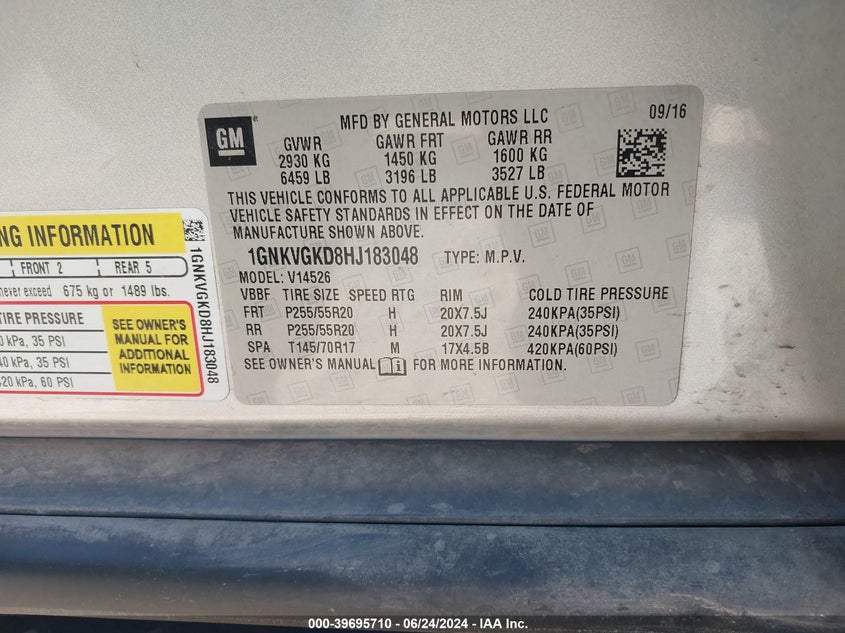 GM
MFD BY GENERAL MOTORS LLC
09/16
GVWR GAWR FRT GAWR RR
2930 KG 1450 KG 1600 KG
6459 LB 3196 LB 3527 LB
THIS VEHICLE CONFORMS TO ALL APPLICABLE U.S. FEDERAL MOTOR
VEHICLE SAFETY STANDARDS IN EFFECT ON THE DATE OF
MANUFACTURE SHOWN ABOVE.
1GNKVGKD8HJ183048 TYPE: M.P.V.
MODEL: V14526
VBBF TIRE SIZE SPEED RTG RIM COLD TIRE PRESSURE
FRT P255/55R20 H 20X7.5J 240KPA(35PSI)
RR P255/55R20 H 20X7.5J 240KPA(35PSI)
SPA T145/70R17 M 17X4.5B 420KPA(60PSI)
SEE OWNER'S MANUAL FOR MORE INFORMATION.
NG INFORMATION
FRONT 2 REAR 5
never exceed 675 kg or 1489 lbs.
TIRE PRESSURE
0 kPa, 35 PSI
40 kPa, 35 PSI
20 kPa, 60 PSI
SEE OWNER'S
MANUAL FOR
ADDITIONAL
INFORMATION
1GNKVGKD8HJ183048
000-39695710 - 06/24/2024 - IAA Inc.